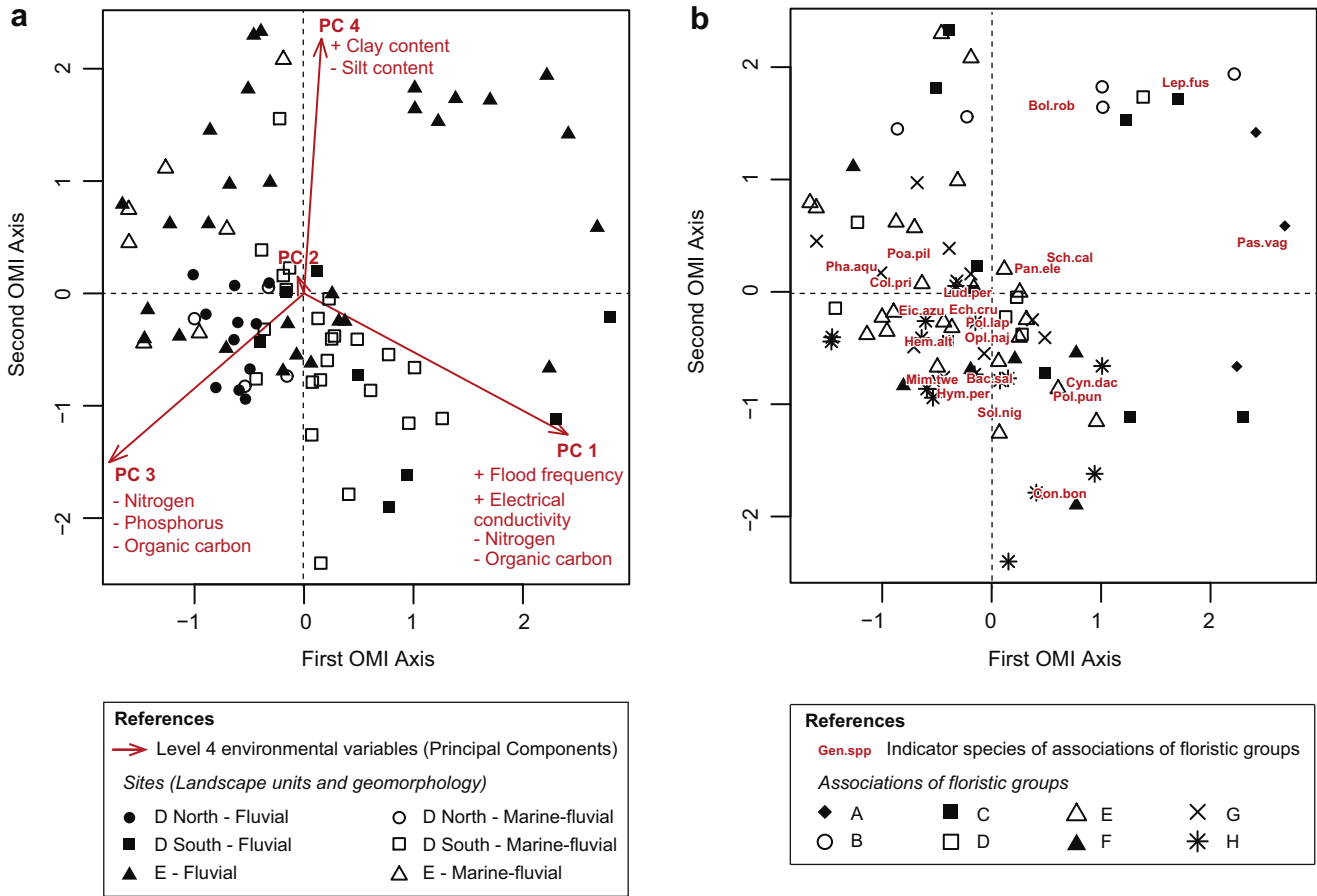 a
PC 4
+ Clay content
- Silt content
PC 2
PC 3
- Nitrogen
- Phosphorus
- Organic carbon
PC 1
+ Flood frequency
+ Electrical
conductivity
- Nitrogen
- Organic carbon
2
1
0
−1
−2
Second OMI Axis
−1
0
1
2
First OMI Axis
References
Level 4 environmental variables (Principal Components)
Sites (Landscape units and geomorphology)
D North - Fluvial
D North - Marine-fluvial
D South - Fluvial
D South - Marine-fluvial
E - Fluvial
E - Marine-fluvial
b
Lep.fus
Bol.rob
Pas.vag
Sch.cal
Poa.pil
Pha.aqu
Pan.ele
Col.pri
Lud.per
Eic.azu
Ech.cru
Pol.lap
Hem.alt
Opl.naj
Mim.twe
Bac.sal
Cyn.dac
Hym.per
Pol.pun
Sol.nig
Con.bon
2
1
0
−1
−2
Second OMI Axis
−1
0
1
2
First OMI Axis
References
Gen.spp Indicator species of associations of floristic groups
Associations of floristic groups
A
C
E
G
B
D
F
H